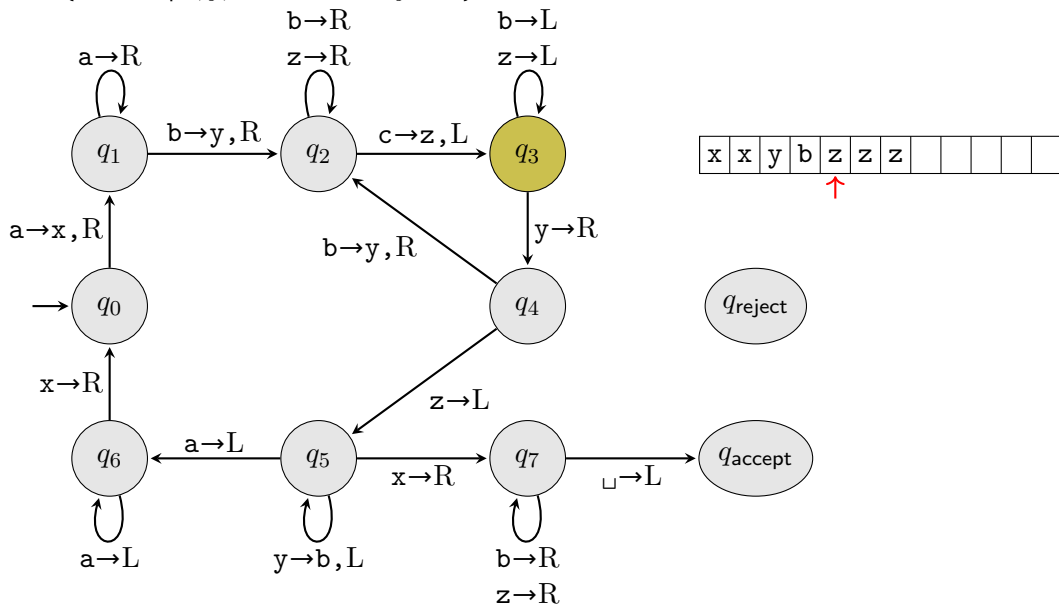 b→R
z→R
b→L
z→L
a→R
q1
b→y,R
q2
c→z,L
q3
x x y b z z z
↑
a→x,R
b→y,R
y→R
q0
q4
qreject
x→R
z→L
q6
a→L
q5
x→R
q7
␣→L
qaccept
a→L
y→b,L
b→R
z→R